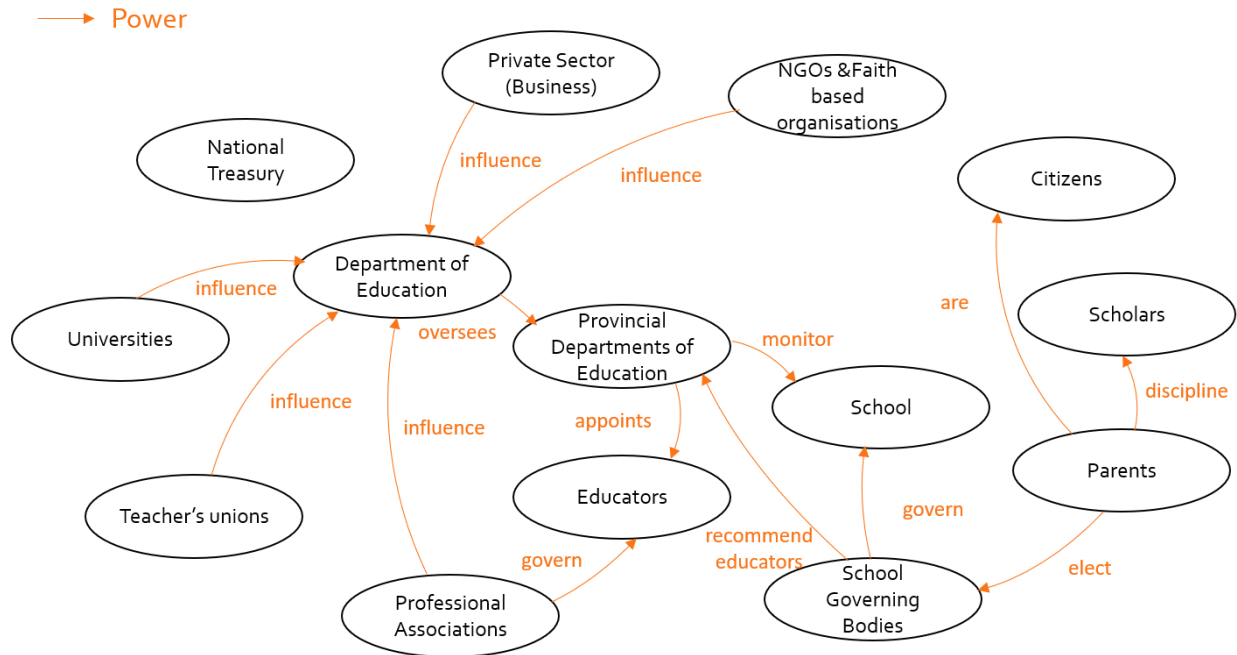 Power
Private Sector
(Business)
NGOs &Faith
based
organisations
National
Treasury
influence
influence
Citizens
Department of
Education
influence
Universities
oversees
Provincial
Departments of
Education
monitor
are
Scholars
discipline
School
influence
influence
appoints
Parents
Educators
Teacher's unions
govern
recommend
educators
govern
elect
Professional
Associations
School
Governing
Bodies